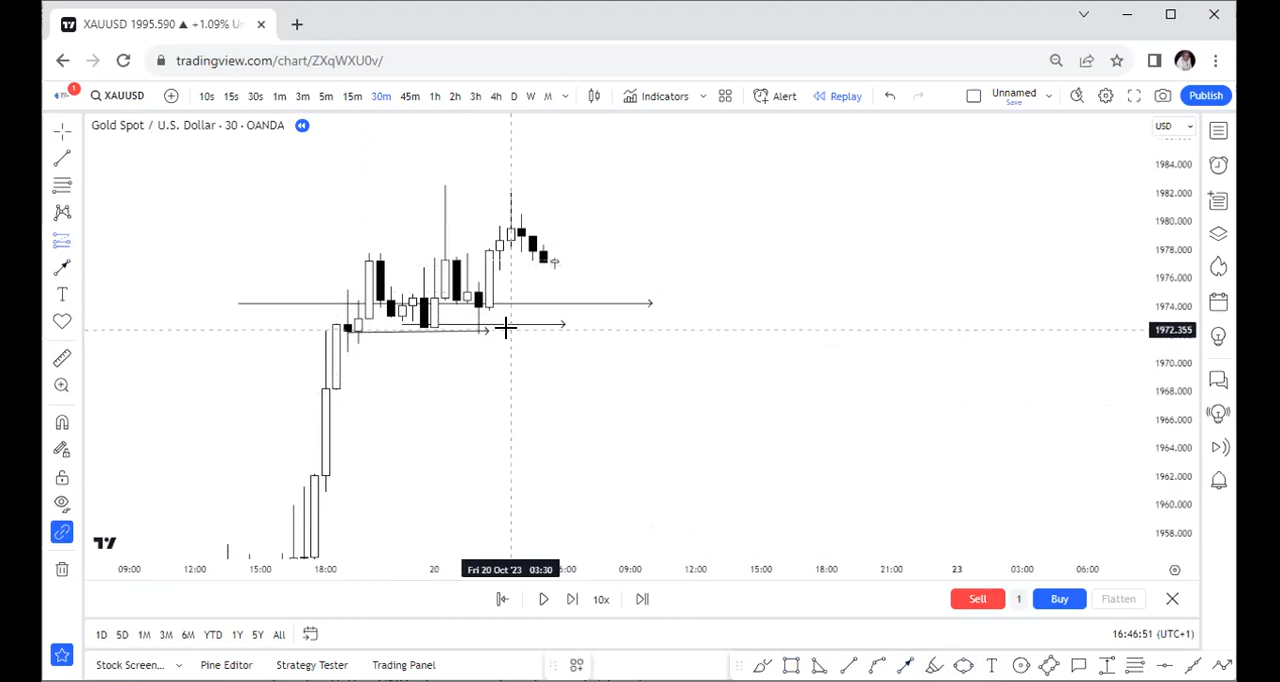 XAUUSD 1995.590 ▲ +1.09% Un
tradingview.com/chart/ZXqWXU0v/
1 XAUUSD 10s 15s 30s 1m 3m 5m 15m 30m 45m 1h 2h 3h 4h D W M Indicators Alert Replay Unnamed Save Publish
Gold Spot / U.S. Dollar · 30 · OANDA
USD
1984.000
1982.000
1980.000
1978.000
1976.000
1974.000
1972.355
1970.000
1968.000
1966.000
1964.000
1962.000
1960.000
1958.000
09:00 12:00 15:00 18:00 20 Fri 20 Oct '23 03:30 6:00 09:00 12:00 15:00 18:00 21:00 23 03:00 06:00
10x Sell 1 Buy Flatten
1D 5D 1M 3M 6M YTD 1Y 5Y All 16:46:51 (UTC+1)
Stock Screen... Pine Editor Strategy Tester Trading Panel